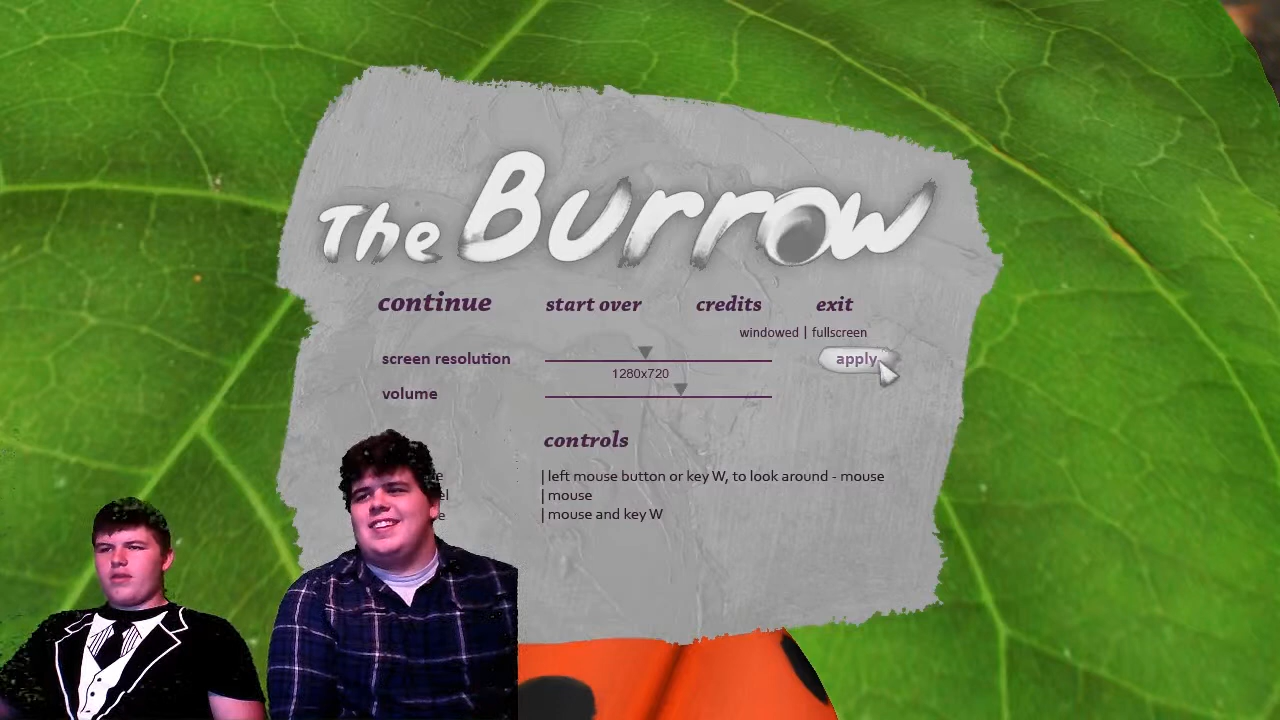 The Burrow
continue start over credits exit
windowed | fullscreen
screen resolution apply
1280x720
volume
controls
| left mouse button or key W, to look around - mouse
| mouse
| mouse and key W